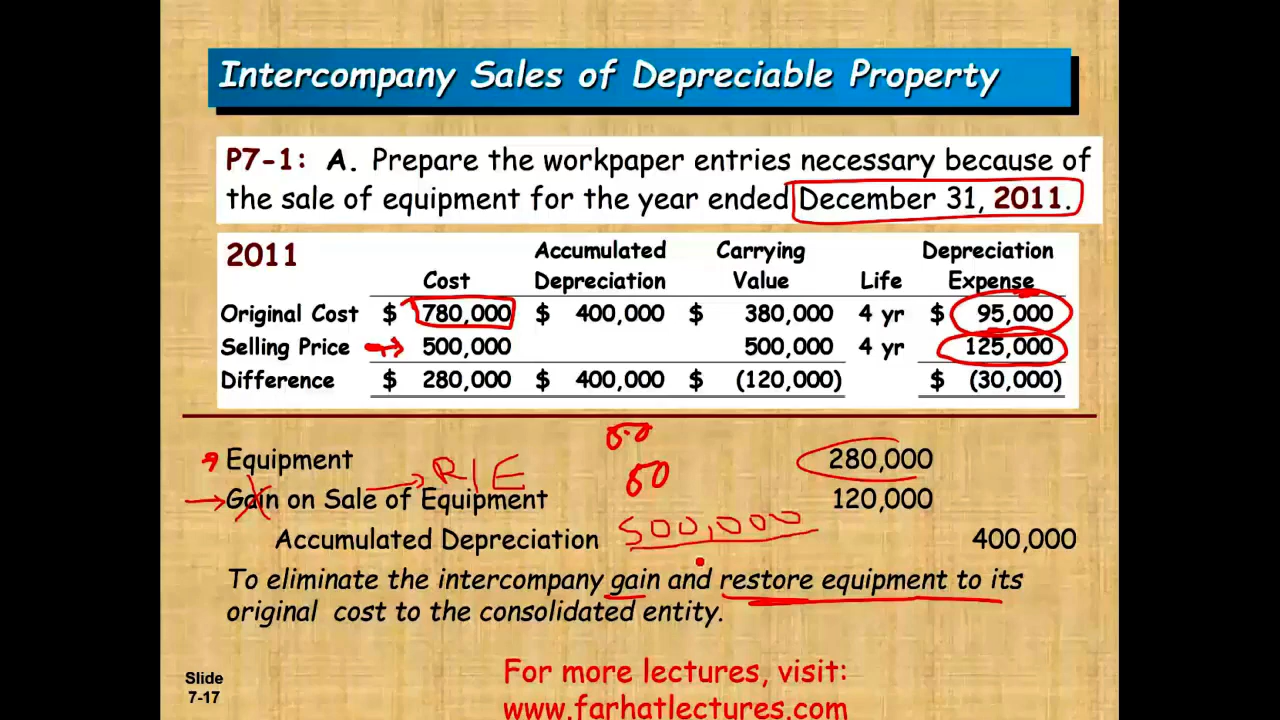 Intercompany Sales of Depreciable Property
P7-1: A. Prepare the workpaper entries necessary because of
the sale of equipment for the year ended December 31, 2011.
2011 Accumulated Carrying Depreciation
Cost Depreciation Value Life Expense
Original Cost $ 780,000 $ 400,000 $ 380,000 4 yr $ 95,000
Selling Price 500,000 500,000 4 yr 125,000
Difference $ 280,000 $ 400,000 $ (120,000) $ (30,000)
Equipment 280,000
R/E
Gain on Sale of Equipment 120,000
Accumulated Depreciation 500,000 400,000
To eliminate the intercompany gain and restore equipment to its
original cost to the consolidated entity.
For more lectures, visit:
www.farhatlectures.com
Slide
7-17